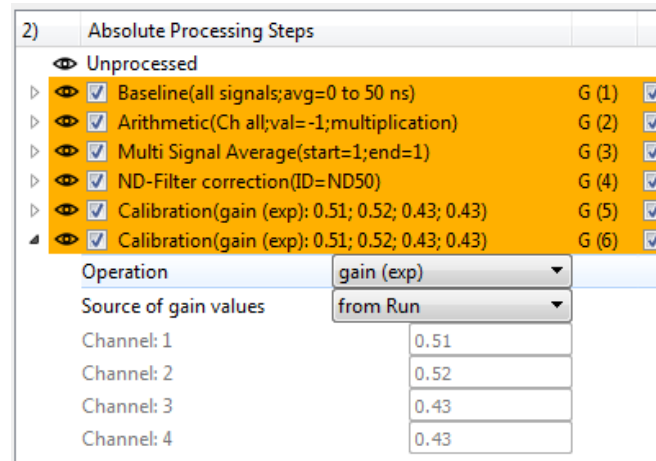 2) Absolute Processing Steps
Unprocessed
Baseline(all signals;avg=0 to 50 ns) G (1)
Arithmetic(Ch all;val=-1;multiplication) G (2)
Multi Signal Average(start=1;end=1) G (3)
ND-Filter correction(ID=ND50) G (4)
Calibration(gain (exp): 0.51; 0.52; 0.43; 0.43) G (5)
Calibration(gain (exp): 0.51; 0.52; 0.43; 0.43) G (6)
Operation gain (exp)
Source of gain values from Run
Channel: 1 0.51
Channel: 2 0.52
Channel: 3 0.43
Channel: 4 0.43